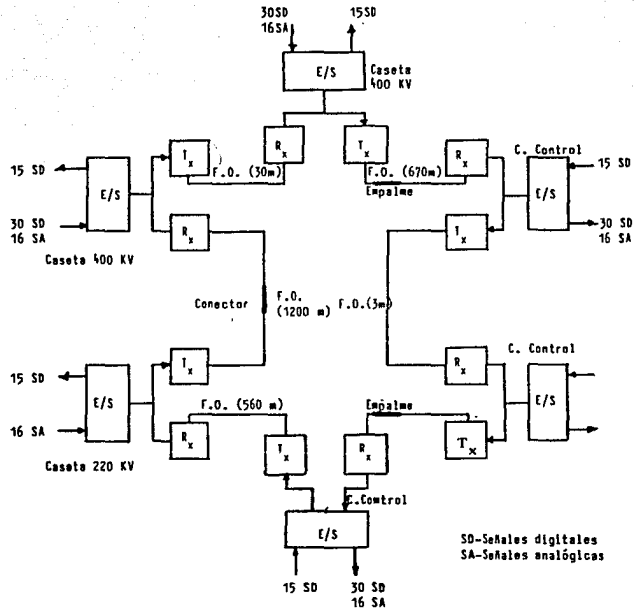 30SD 15SD
16SA
E/S
Caseta
400 KV
Tx
Rx
Tx
Rx
C. Control
15 SD
E/S
30 SD
16 SA
Caseta 400 KV
F.O. (30m)
F.O. (670m)
Empalme
15 SD
E/S
30 SD
16 SA
Rx
Tx
Conector
F.O.
(1200 m)
F.O.(3m)
Tx
Rx
C. Control
15 SD
E/S
16 SA
Caseta 220 KV
F.O. (560 m)
Empalme
E/S
Rx
Tx
Rx
Tx
C.Comtrol
E/S
15 SD
30 SD
16 SA
SD-Señales digitales
SA-Señales analógicas